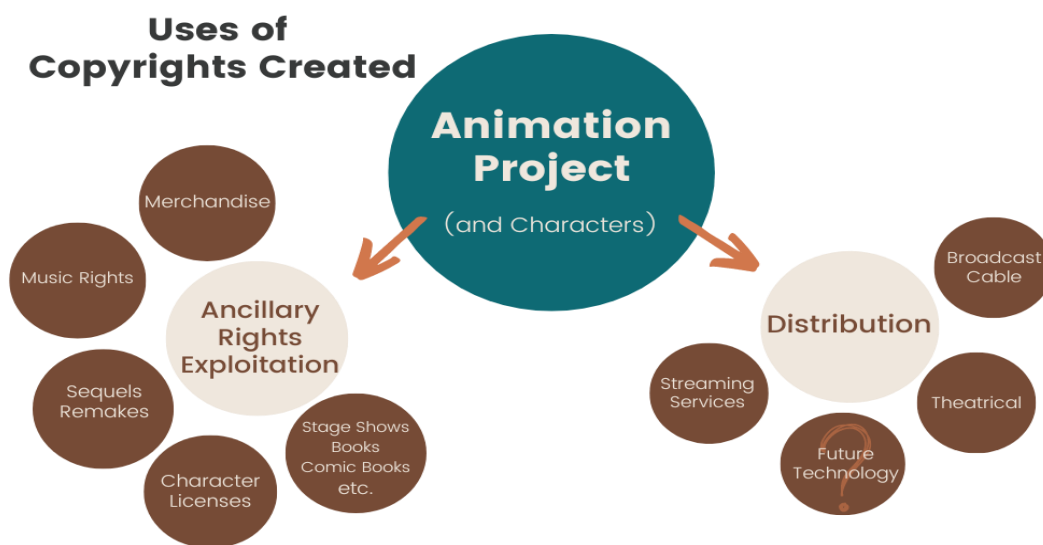 Uses of
Copyrights Created
Animation
Project
(and Characters)
Merchandise
Music Rights
Ancillary
Rights
Exploitation
Sequels
Remakes
Character
Licenses
Stage Shows
Books
Comic Books
etc.
Distribution
Broadcast
Cable
Streaming
Services
Theatrical
?
Future
Technology